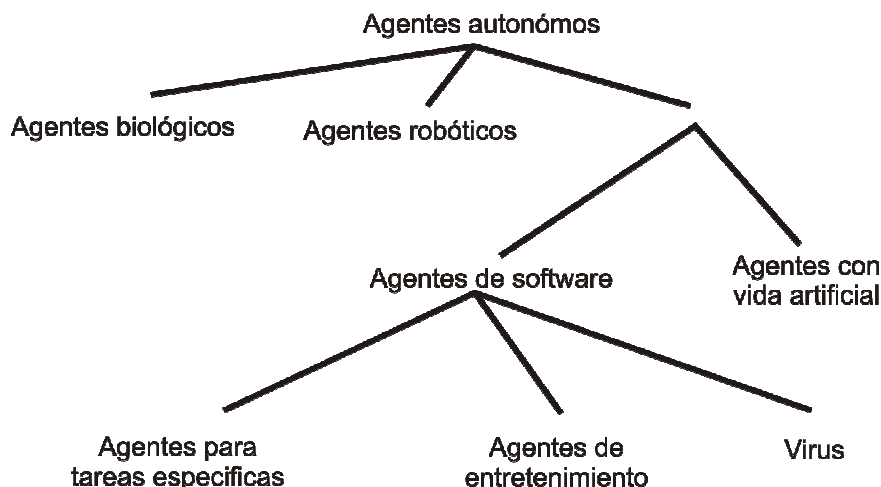 Agentes autonómos
Agentes biológicos
Agentes robóticos
Agentes de software
Agentes con
vida artificial
Agentes para
tareas especificas
Agentes de
entretenimiento
Virus